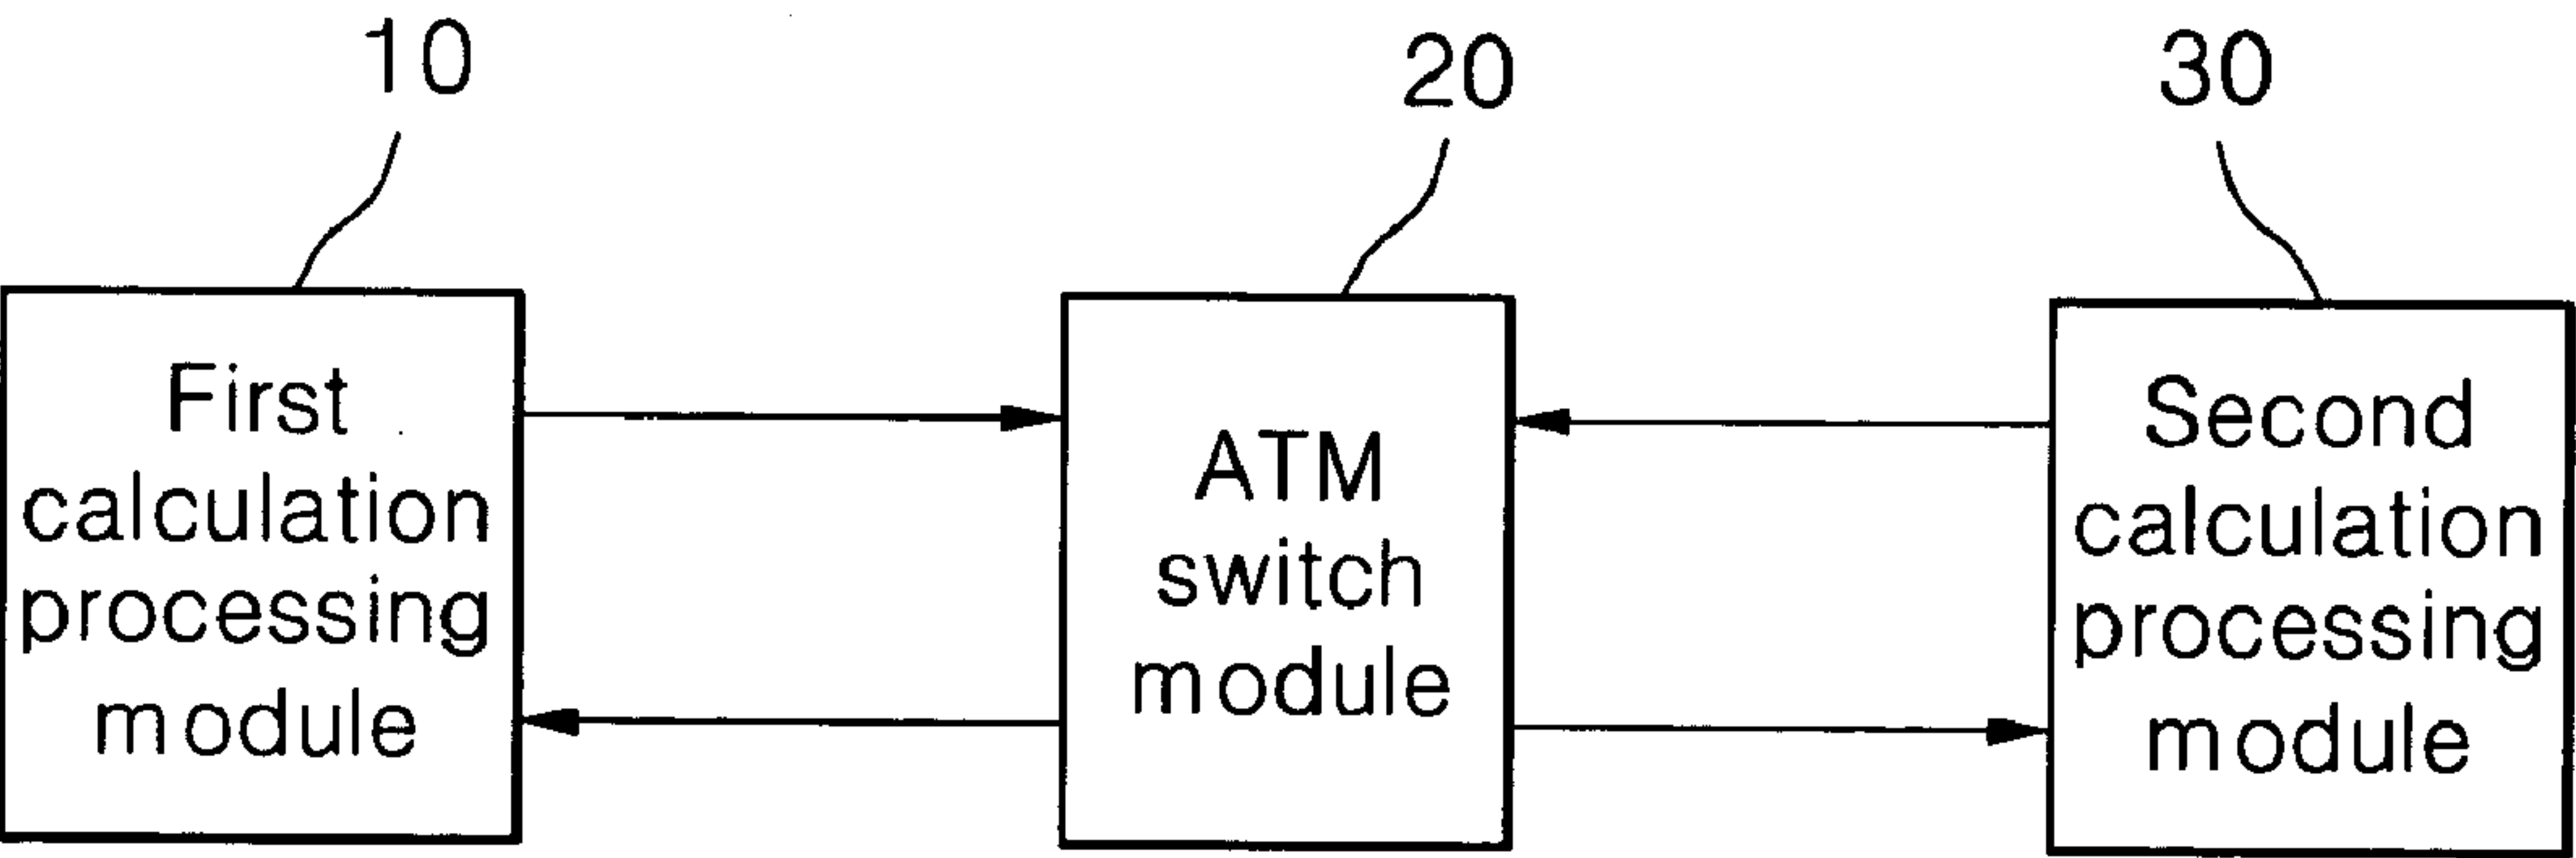 10
20
30
First
calculation
processing
module
ATM
switch
module
Second
calculation
processing
module